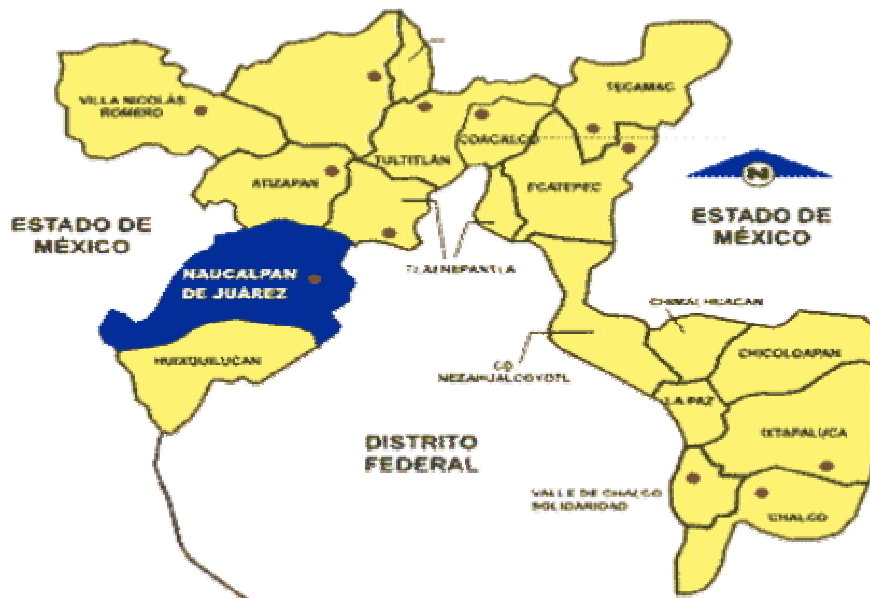 VILLA NICOLÁS
ROMERO
TECAMAC
COACALCO
TULTITLÁN
ATIZAPAN
ECATEPEC
N
ESTADO DE
MÉXICO
ESTADO DE
MÉXICO
NAUCALPAN
DE JUÁREZ
TLALNEPANTLA
CHIMALHUACAN
HUIXQUILUCAN
CHICOLOAPAN
CD
NEZAHUALCOYOTL
LA PAZ
IXTAPALUCA
DISTRITO
FEDERAL
VALLE DE CHALCO
SOLIDARIDAD
CHALCO